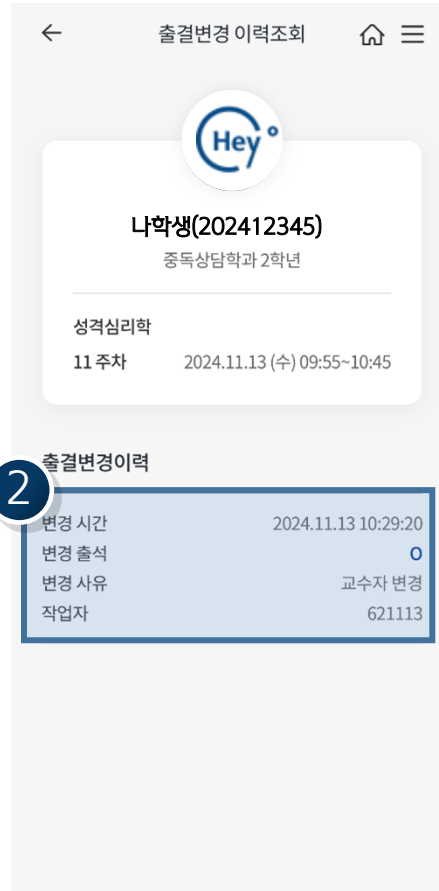 출결변경 이력조회
Hey
나학생(202412345)
중독상담학과 2학년
성격심리학
11 주차 2024.11.13 (수) 09:55~10:45
출결변경이력
2
변경 시간 2024.11.13 10:29:20
변경 출석 O
변경 사유 교수자 변경
작업자 621113